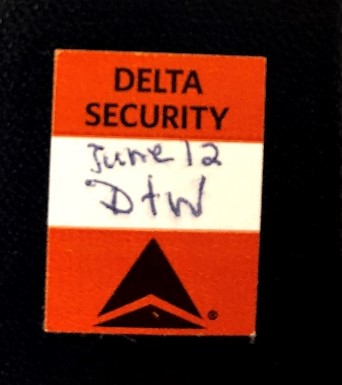 DELTA
SECURITY
June 12
Dtw
®